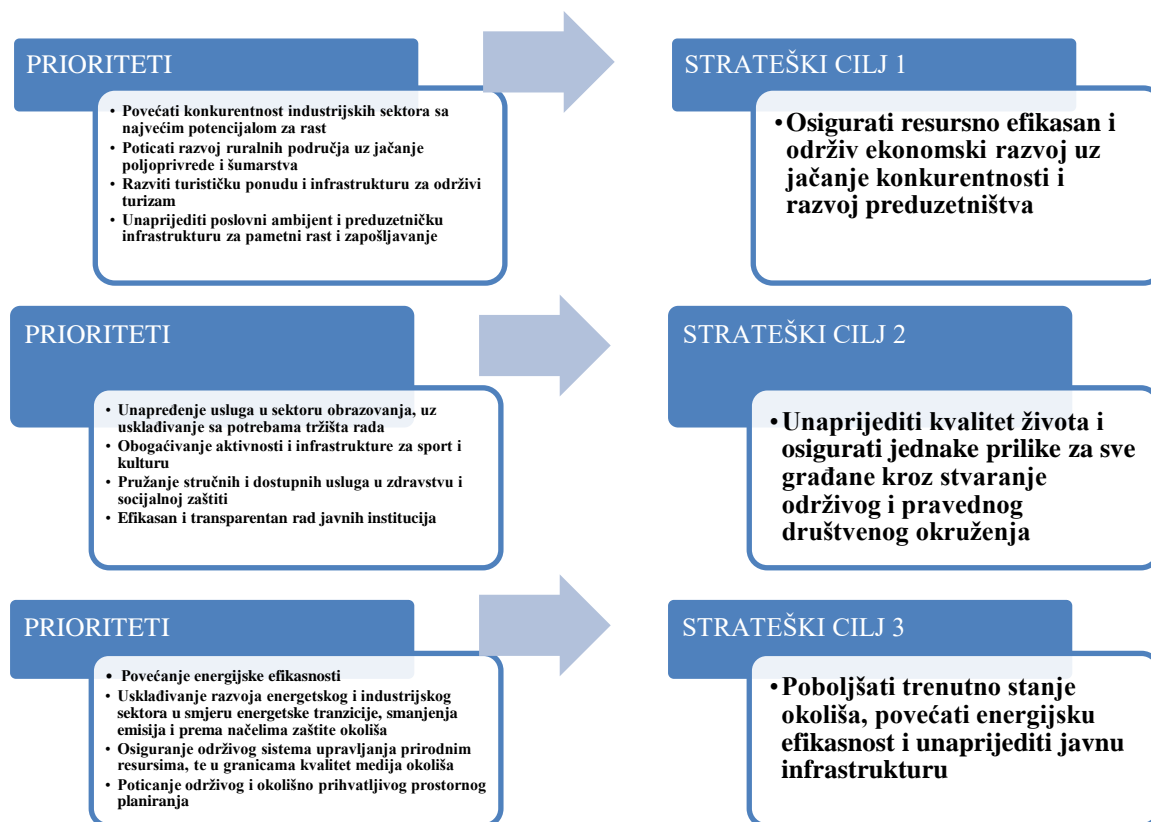 PRIORITETI
• Povećati konkurentnost industrijskih sektora sa
najvećim potencijalom za rast
• Poticati razvoj ruralnih područja uz jačanje
poljoprivrede i šumarstva
• Razviti turističku ponudu i infrastrukturu za održivi
turizam
• Unaprijediti poslovni ambijent i preduzetničku
infrastrukturu za pametni rast i zapošljavanje
STRATEŠKI CILJ 1
• Osigurati resursno efikasan i
održiv ekonomski razvoj uz
jačanje konkurentnosti i
razvoj preduzetništva
PRIORITETI
• Unapređenje usluga u sektoru obrazovanja, uz
usklađivanje sa potrebama tržišta rada
• Obogaćivanje aktivnosti i infrastrukture za sport i
kulturu
• Pružanje stručnih i dostupnih usluga u zdravstvu i
socijalnoj zaštiti
• Efikasan i transparentan rad javnih institucija
STRATEŠKI CILJ 2
• Unaprijediti kvalitet života i
osigurati jednake prilike za sve
građane kroz stvaranje
održivog i pravednog
društvenog okruženja
PRIORITETI
• Povećanje energijske efikasnosti
• Usklađivanje razvoja energetskog i industrijskog
sektora u smjeru energetske tranzicije, smanjenja
emisija i prema načelima zaštite okoliša
• Osiguranje održivog sistema upravljanja prirodnim
resursima, te u granicama kvalitet medija okoliša
• Poticanje održivog i okolišno prihvatljivog prostornog
planiranja
STRATEŠKI CILJ 3
• Poboljšati trenutno stanje
okoliša, povećati energijsku
efikasnost i unaprijediti javnu
infrastrukturu